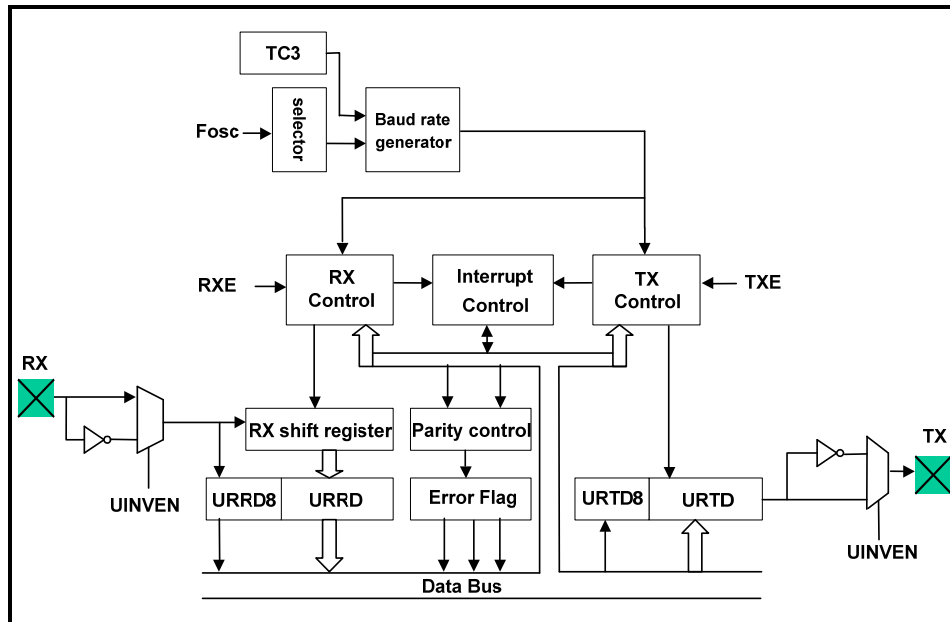 TC3
selector
Fosc
Baud rate
generator
RXE
RX
Control
Interrupt
Control
TX
Control
TXE
RX
RX shift register
Parity control
TX
UINVEN
URRD8
URRD
Error Flag
URTD8
URTD
UINVEN
Data Bus